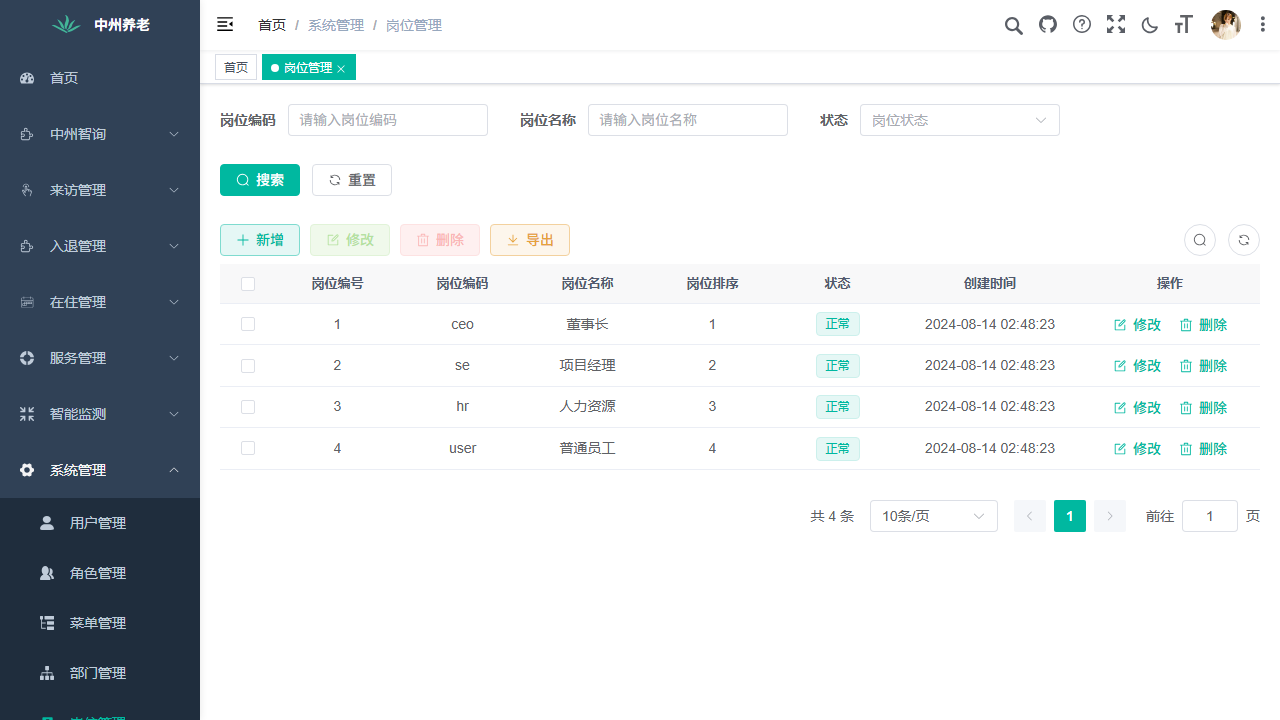 中州养老
首页 / 系统管理 / 岗位管理
首页
中州智询
来访管理
入退管理
在住管理
服务管理
智能监测
系统管理
用户管理
角色管理
菜单管理
部门管理
岗位管理
首页 岗位管理
岗位编码 请输入岗位编码 岗位名称 请输入岗位名称 状态 岗位状态
搜索 重置
新增 修改 删除 导出
岗位编号 岗位编码 岗位名称 岗位排序 状态 创建时间 操作
1 ceo 董事长 1 正常 2024-08-14 02:48:23 修改 删除
2 se 项目经理 2 正常 2024-08-14 02:48:23 修改 删除
3 hr 人力资源 3 正常 2024-08-14 02:48:23 修改 删除
4 user 普通员工 4 正常 2024-08-14 02:48:23 修改 删除
共 4 条 10条/页 1 前往 1 页